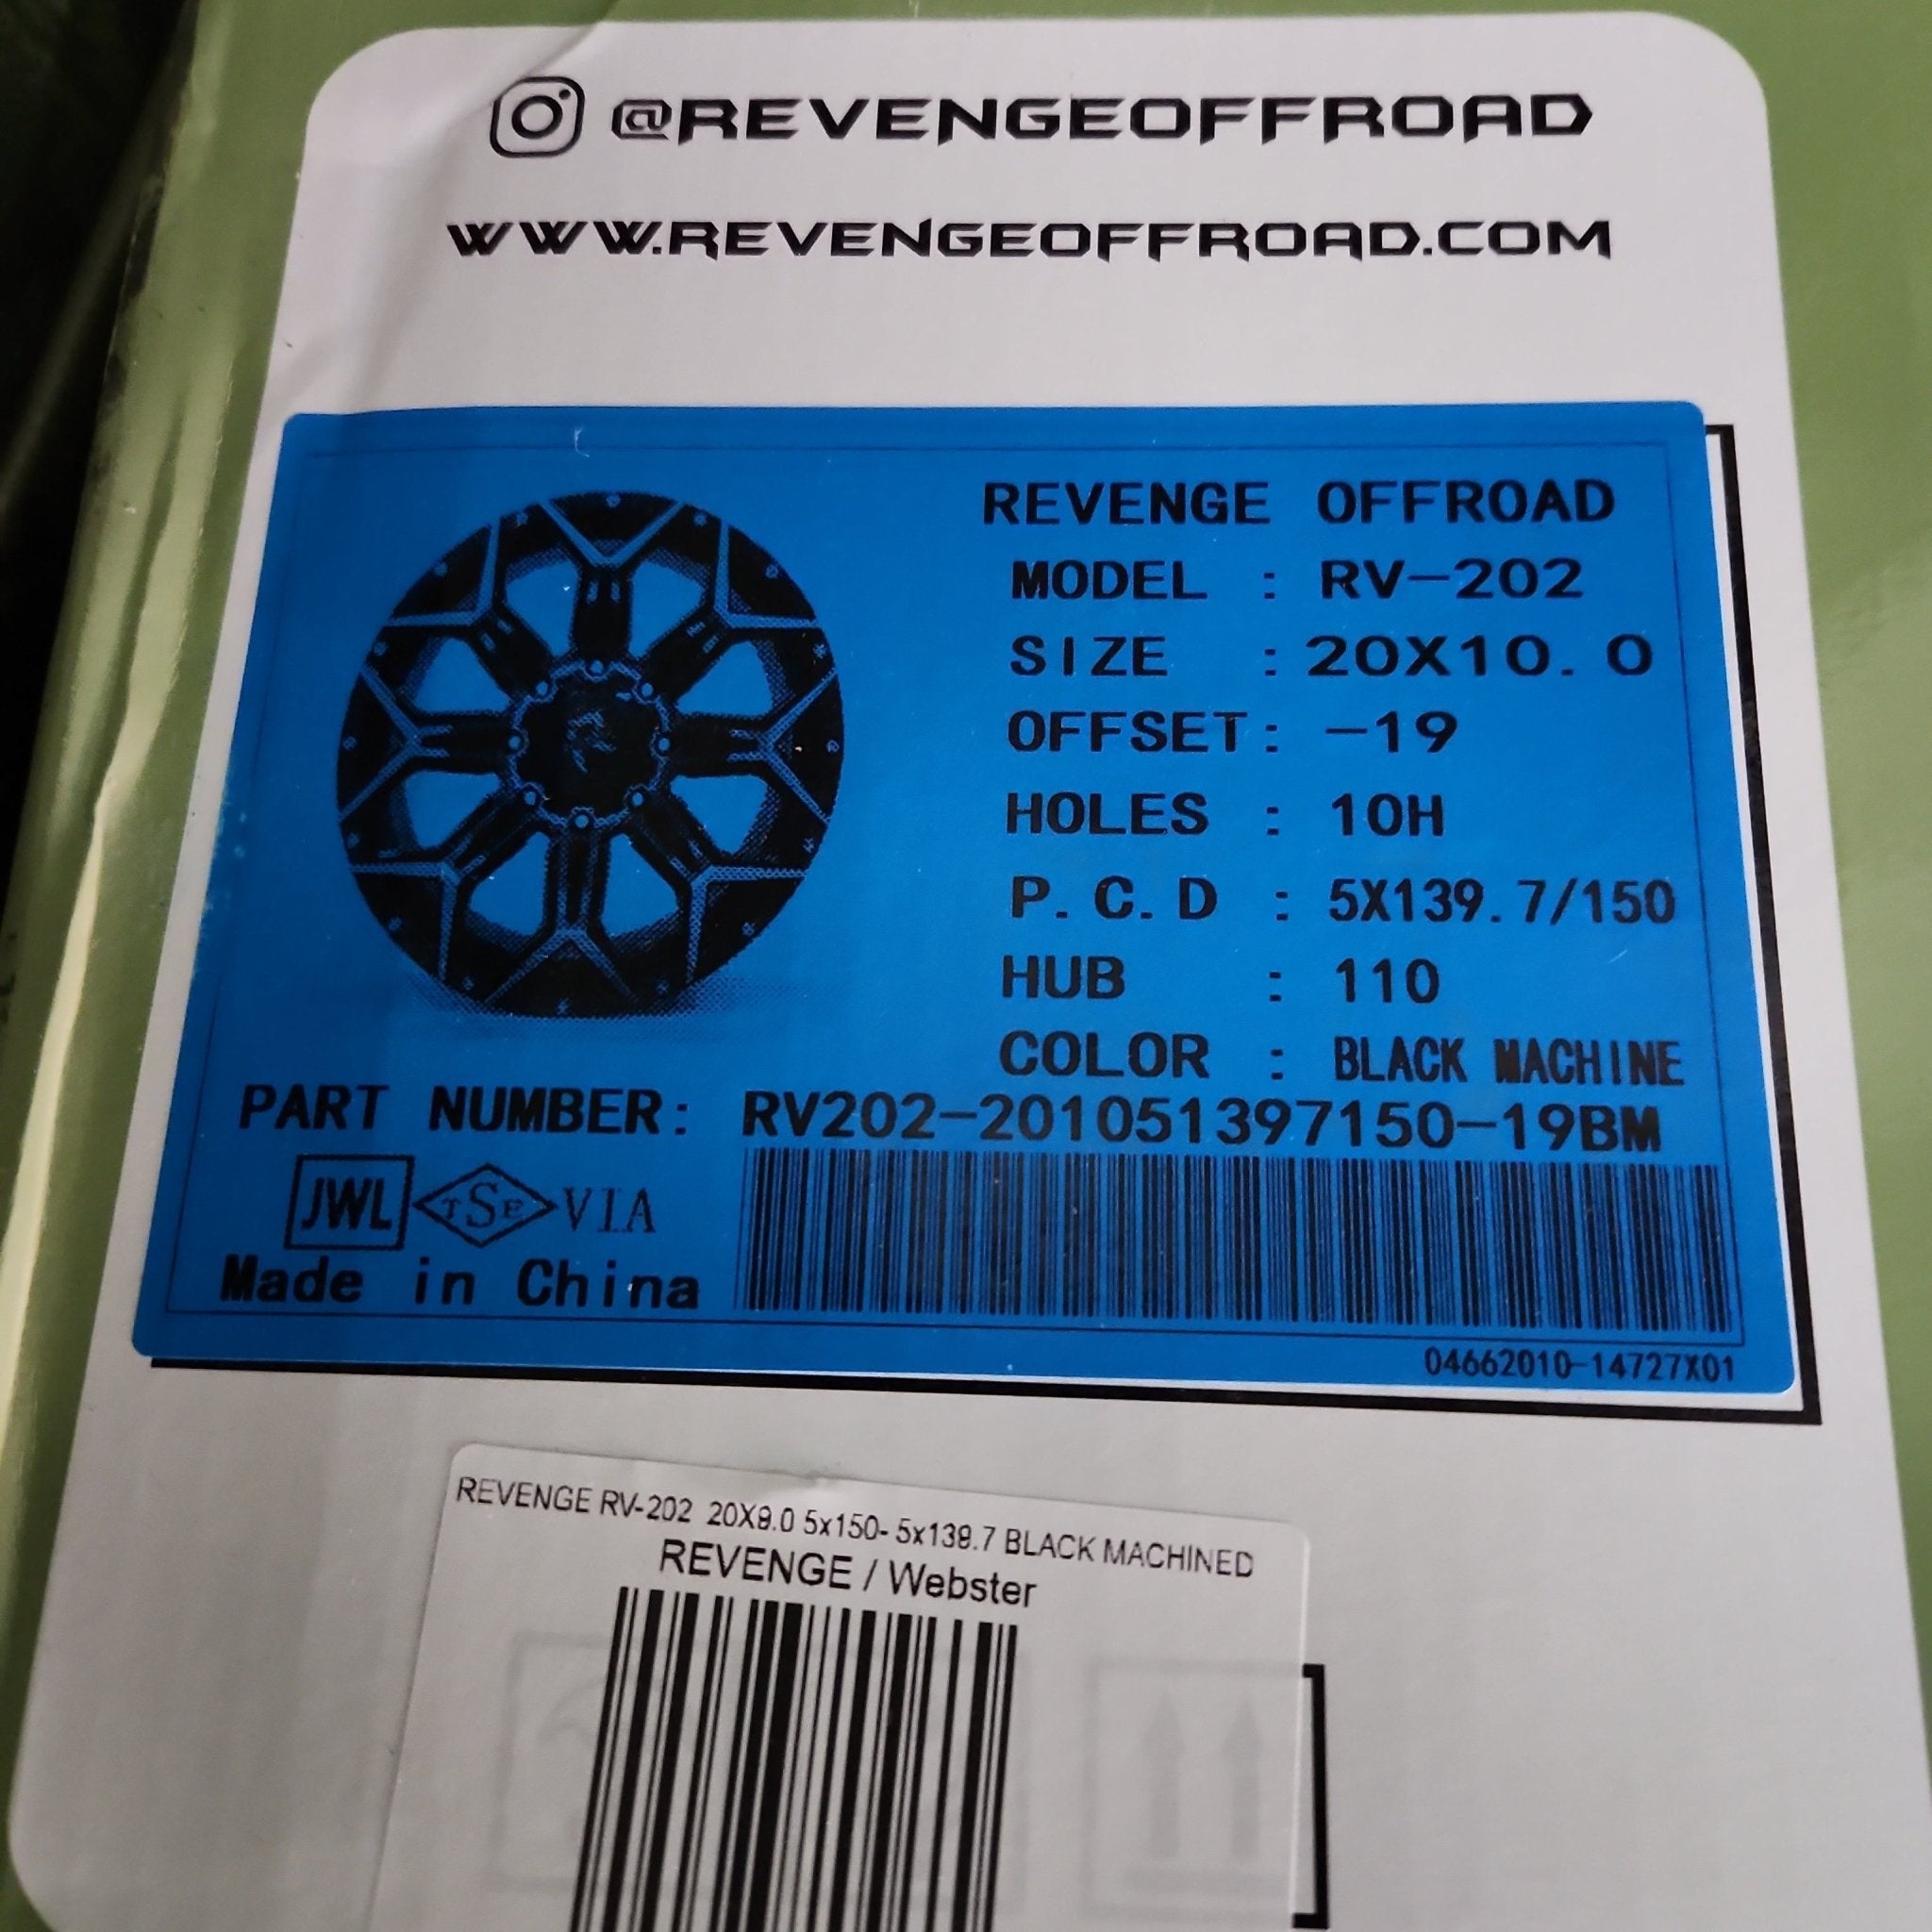 @REVENGEOFFROAD
WWW.REVENGEOFFROAD.COM
REVENGE OFFROAD
MODEL : RV-202
SIZE : 20X10.0
OFFSET: -19
HOLES : 10H
P.C.D : 5X139.7/150
HUB : 110
COLOR : BLACK MACHINE
PART NUMBER: RV202-201051397150-19BM
JWL TSE VIA
Made in China
04662010-14727X01
REVENGE RV-202 20X9.0 5x150- 5x139.7 BLACK MACHINED
REVENGE / Webster